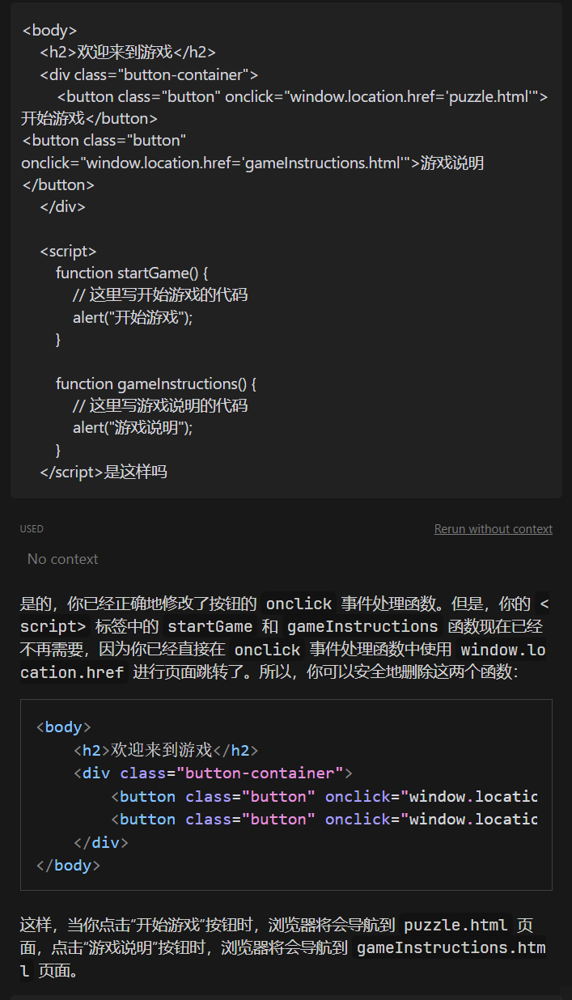 <body>
<h2>欢迎来到游戏</h2>
<div class="button-container">
<button class="button" onclick="window.location.href='puzzle.html'">
开始游戏</button>
<button class="button"
onclick="window.location.href='gameInstructions.html'">游戏说明
</button>
</div>
<script>
function startGame() {
// 这里写开始游戏的代码
alert("开始游戏");
}
function gameInstructions() {
// 这里写游戏说明的代码
alert("游戏说明");
}
</script>是这样吗
USED
Rerun without context
No context
是的，你已经正确地修改了按钮的 onclick 事件处理函数。但是，你的 <
script> 标签中的 startGame 和 gameInstructions 函数现在已经
不再需要，因为你已经直接在 onclick 事件处理函数中使用 window.lo
cation.href 进行页面跳转了。所以，你可以安全地删除这两个函数：
<body>
<h2>欢迎来到游戏</h2>
<div class="button-container">
<button class="button" onclick="window.locatio
<button class="button" onclick="window.locatio
</div>
</body>
这样，当你点击“开始游戏”按钮时，浏览器将会导航到 puzzle.html 页
面，点击“游戏说明”按钮时，浏览器将会导航到 gameInstructions.htm
l 页面。